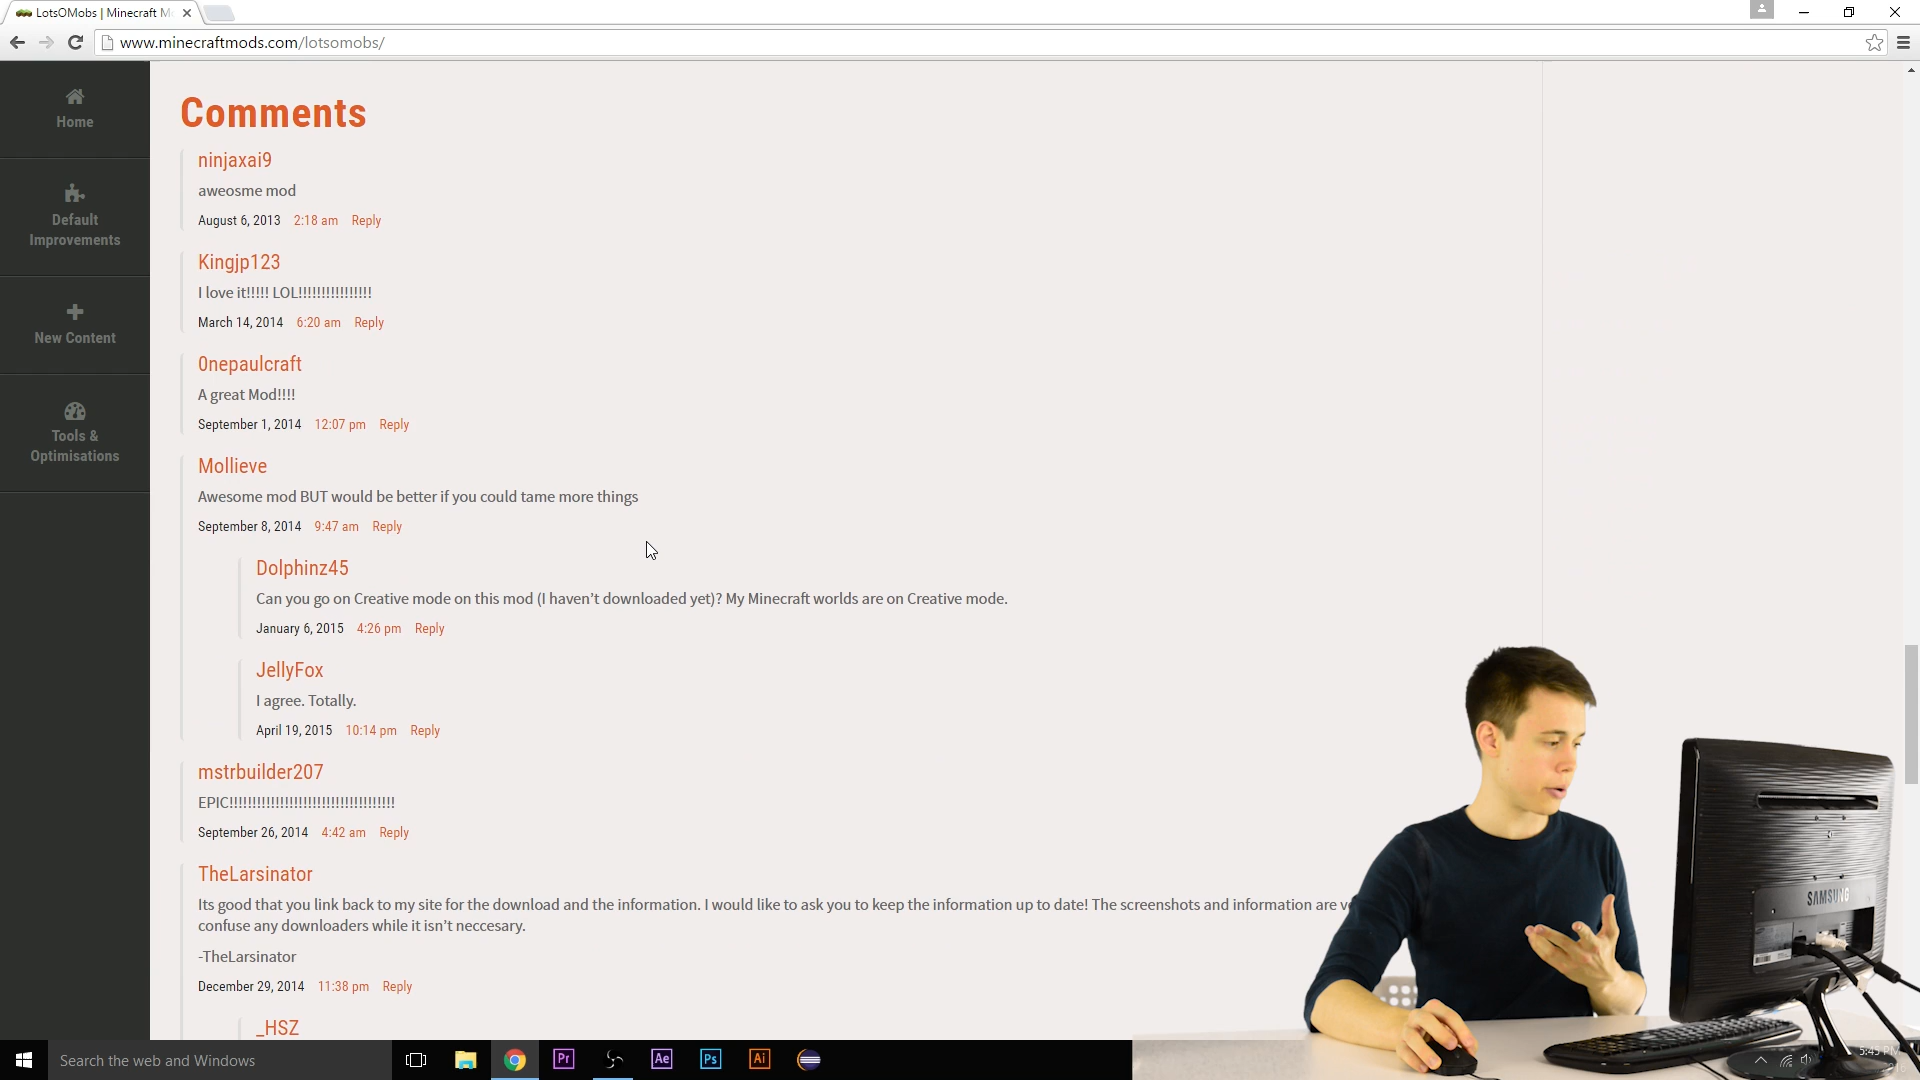 LotsOMobs | Minecraft M
www.minecraftmods.com/lotsomobs/
Home
Default
Improvements
New Content
Tools &
Optimisations
Comments
ninjaxai9
aweosme mod
August 6, 2013 2:18 am Reply
Kingjp123
I love it!!!!! LOL!!!!!!!!!!!!!!!!
March 14, 2014 6:20 am Reply
0nepaulcraft
A great Mod!!!!
September 1, 2014 12:07 pm Reply
Mollieve
Awesome mod BUT would be better if you could tame more things
September 8, 2014 9:47 am Reply
Dolphinz45
Can you go on Creative mode on this mod (I haven't downloaded yet)? My Minecraft worlds are on Creative mode.
January 6, 2015 4:26 pm Reply
JellyFox
I agree. Totally.
April 19, 2015 10:14 pm Reply
mstrbuilder207
EPIC!!!!!!!!!!!!!!!!!!!!!!!!!!!!!!!!!!!!
September 26, 2014 4:42 am Reply
TheLarsinator
Its good that you link back to my site for the download and the information. I would like to ask you to keep the information up to date! The screenshots and information are
confuse any downloaders while it isn't neccesary.
-TheLarsinator
December 29, 2014 11:38 pm Reply
_HSZ
SAMSUNG
Search the web and Windows
Pr
Ae
Ps
Ai
5:45 PM